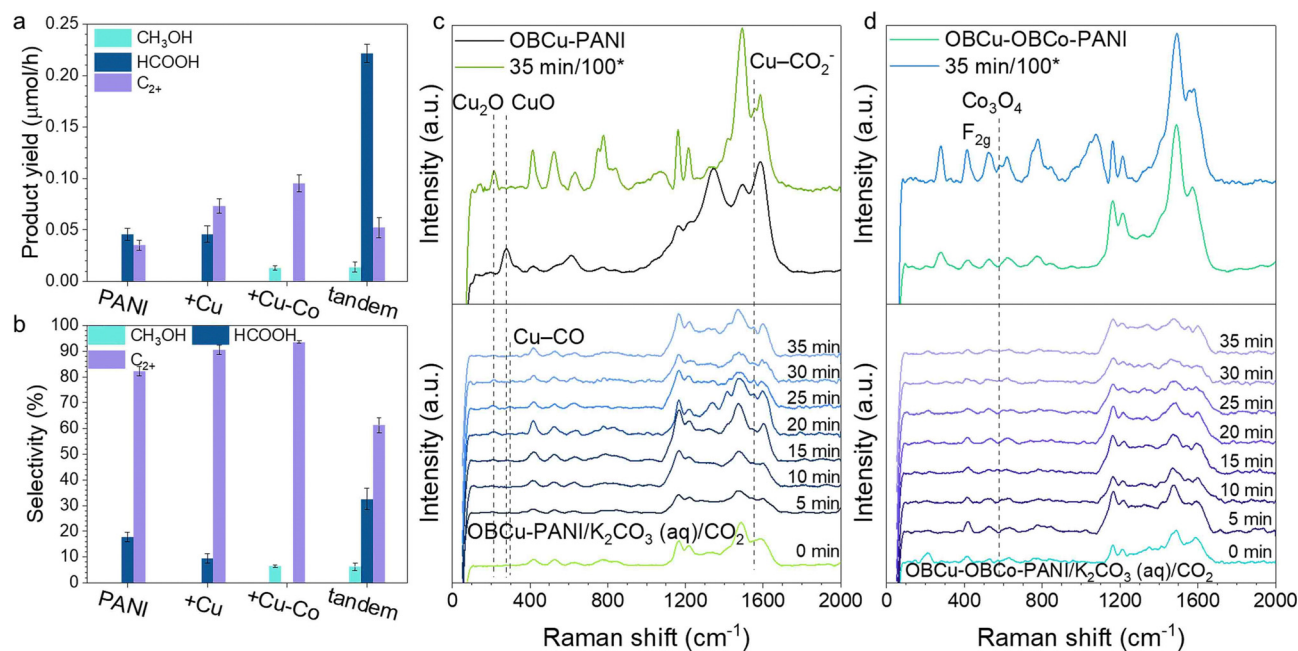 a
CH₃OH
HCOOH
C₂₊
Product yield (μmol/h)
0.25
0.20
0.15
0.10
0.05
0.00
PANI
+Cu
+Cu-Co
tandem
b
CH₃OH
HCOOH
C₂₊
Selectivity (%)
100
90
80
70
60
50
40
30
20
10
0
PANI
+Cu
+Cu-Co
tandem
c
OBCu-PANI
35 min/100*
Cu–CO₂⁻
Cu₂O
CuO
Intensity (a.u.)
Cu–CO
35 min
30 min
25 min
20 min
15 min
10 min
5 min
OBCu-PANI/K₂CO₃ (aq)/CO₂
0 min
Intensity (a.u.)
0 400 800 1200 1600 2000
Raman shift (cm⁻¹)
d
OBCu-OBCo-PANI
35 min/100*
Co₃O₄
F₂g
Intensity (a.u.)
35 min
30 min
25 min
20 min
15 min
10 min
5 min
0 min
OBCu-OBCo-PANI/K₂CO₃ (aq)/CO₂
Intensity (a.u.)
0 400 800 1200 1600 2000
Raman shift (cm⁻¹)